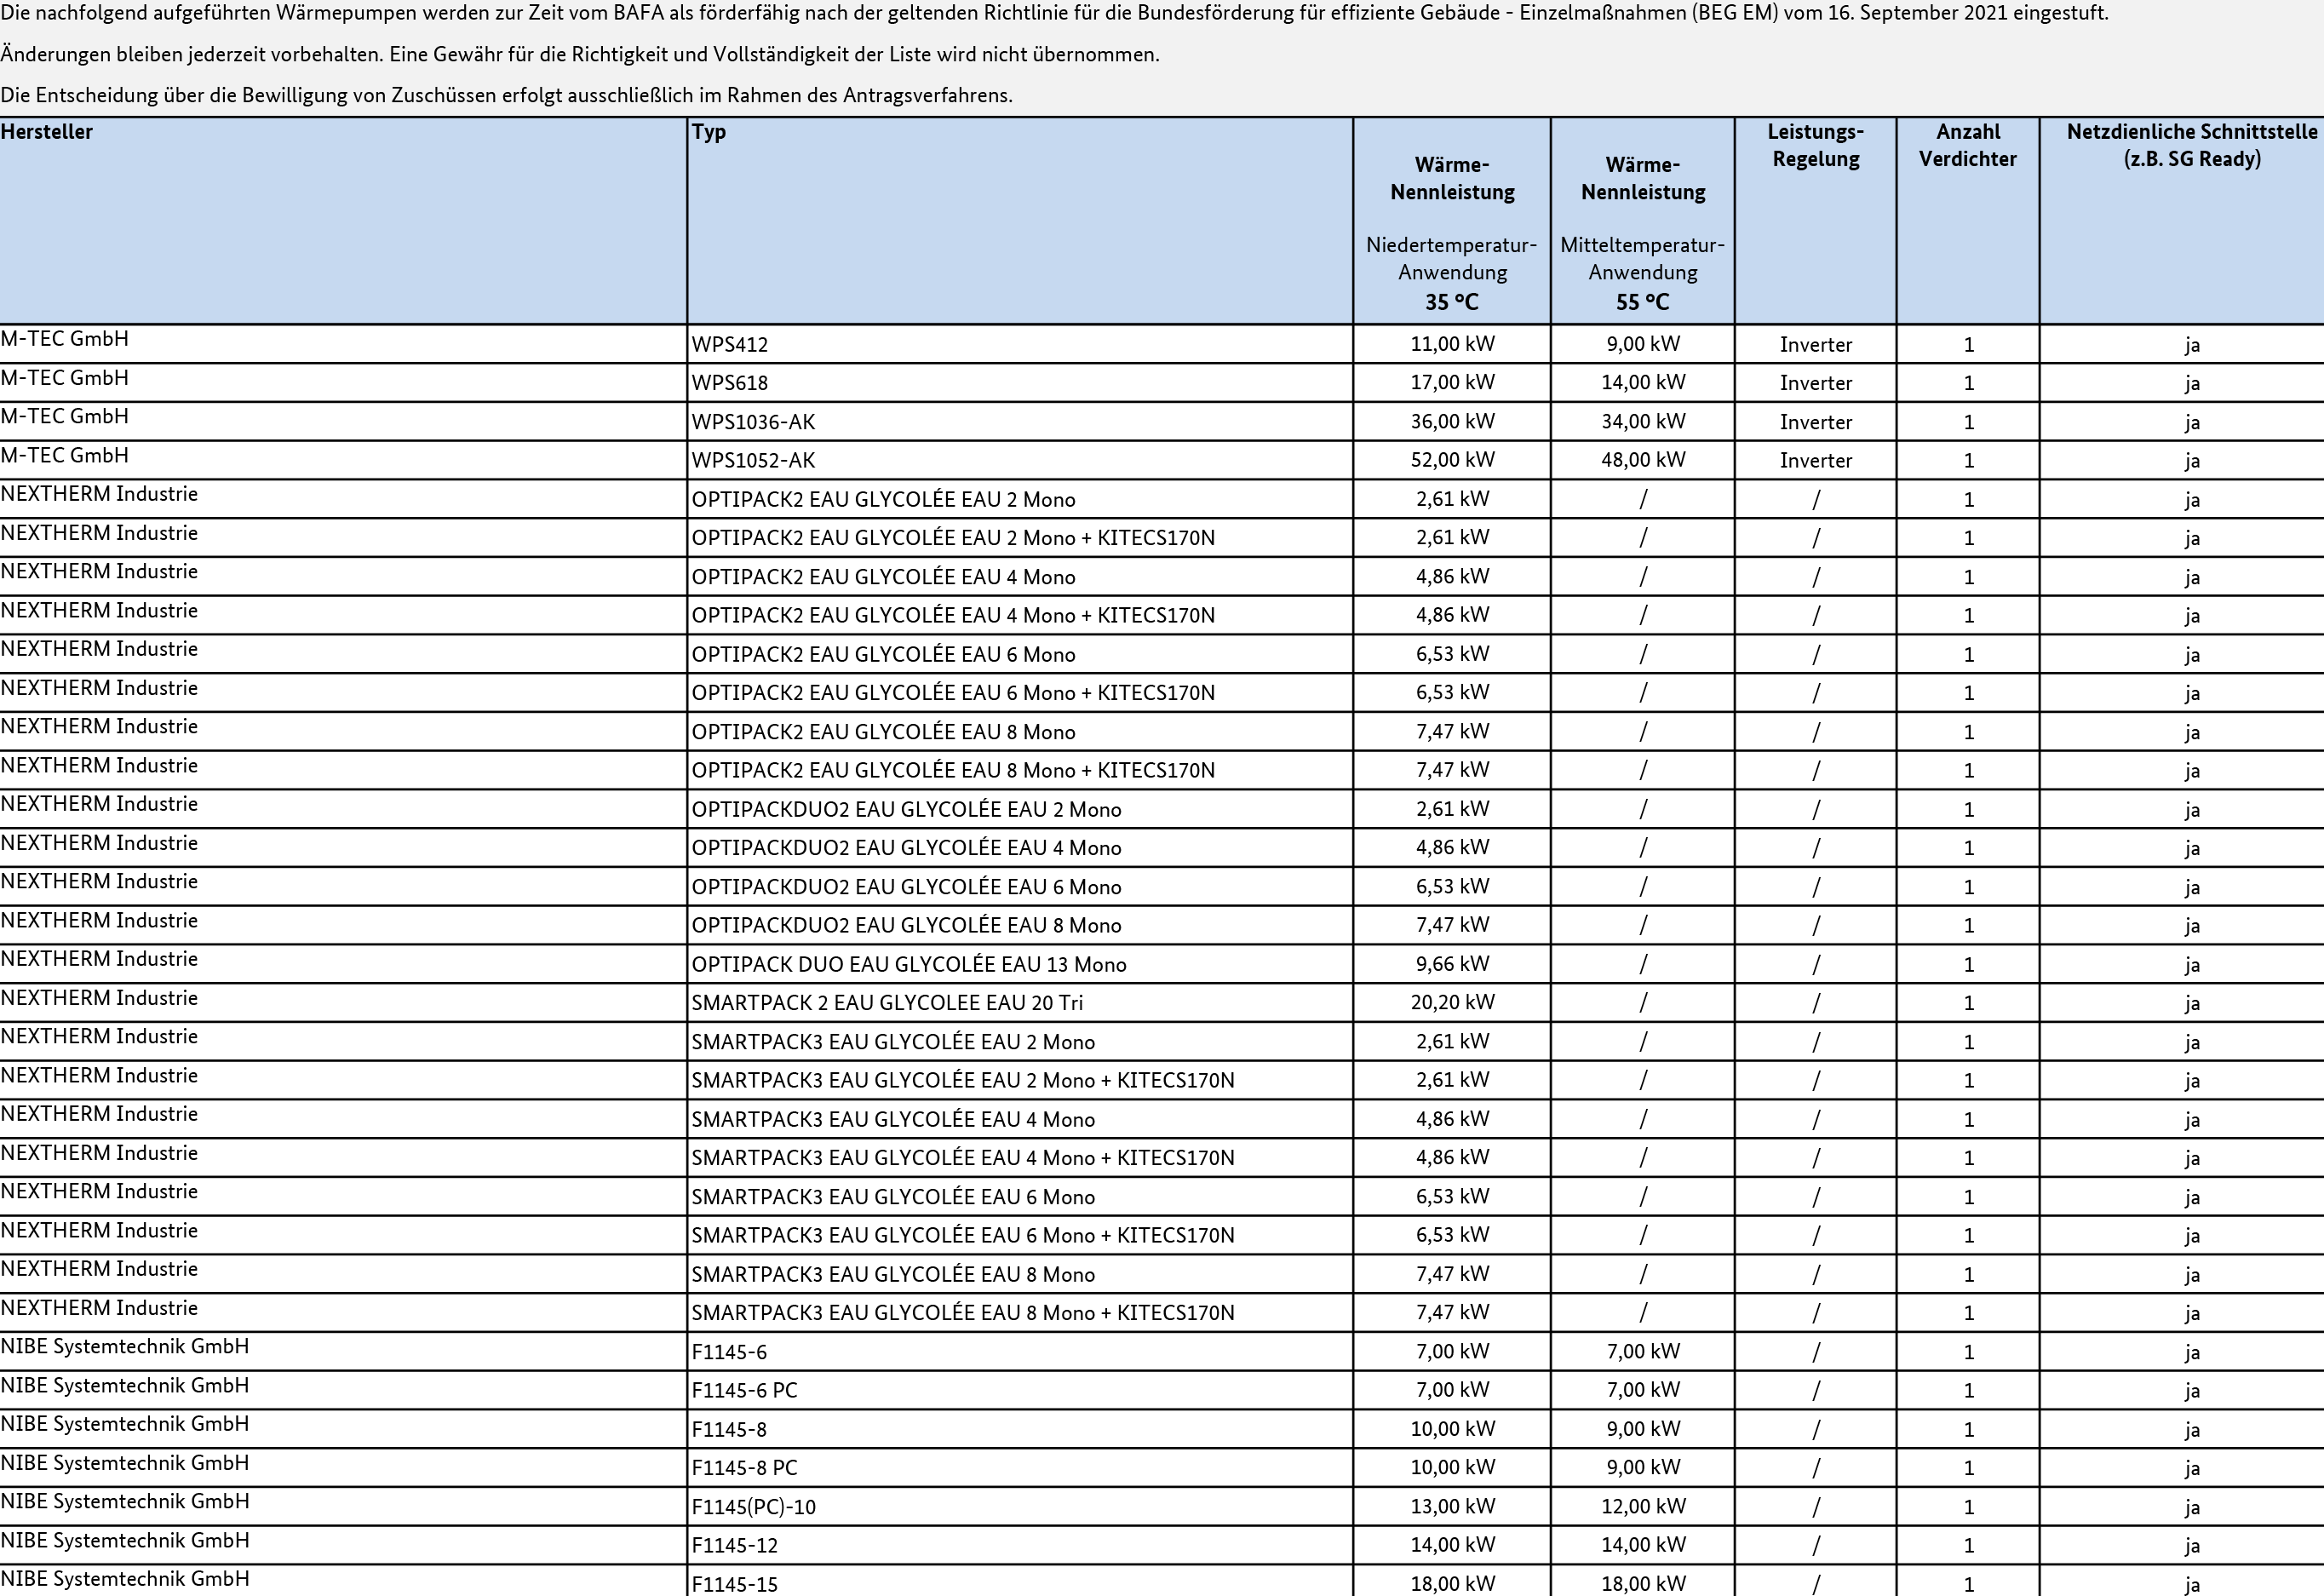 Die nachfolgend aufgeführten Wärmepumpen werden zur Zeit vom BAFA als förderfähig nach der geltenden Richtlinie für die Bundesförderung für effiziente Gebäude - Einzelmaßnahmen (BEG EM) vom 16. September 2021 eingestuft.
Änderungen bleiben jederzeit vorbehalten. Eine Gewähr für die Richtigkeit und Vollständigkeit der Liste wird nicht übernommen.
Die Entscheidung über die Bewilligung von Zuschüssen erfolgt ausschließlich im Rahmen des Antragsverfahrens.
Hersteller Typ Wärme-Nennleistung Niedertemperatur-Anwendung 35 °C Wärme-Nennleistung Mitteltemperatur-Anwendung 55 °C Leistungs-Regelung Anzahl Verdichter Netzdienliche Schnittstelle (z.B. SG Ready)
M-TEC GmbH WPS412 11,00 kW 9,00 kW Inverter 1 ja
M-TEC GmbH WPS618 17,00 kW 14,00 kW Inverter 1 ja
M-TEC GmbH WPS1036-AK 36,00 kW 34,00 kW Inverter 1 ja
M-TEC GmbH WPS1052-AK 52,00 kW 48,00 kW Inverter 1 ja
NEXTHERM Industrie OPTIPACK2 EAU GLYCOLÉE EAU 2 Mono 2,61 kW / / 1 ja
NEXTHERM Industrie OPTIPACK2 EAU GLYCOLÉE EAU 2 Mono + KITECS170N 2,61 kW / / 1 ja
NEXTHERM Industrie OPTIPACK2 EAU GLYCOLÉE EAU 4 Mono 4,86 kW / / 1 ja
NEXTHERM Industrie OPTIPACK2 EAU GLYCOLÉE EAU 4 Mono + KITECS170N 4,86 kW / / 1 ja
NEXTHERM Industrie OPTIPACK2 EAU GLYCOLÉE EAU 6 Mono 6,53 kW / / 1 ja
NEXTHERM Industrie OPTIPACK2 EAU GLYCOLÉE EAU 6 Mono + KITECS170N 6,53 kW / / 1 ja
NEXTHERM Industrie OPTIPACK2 EAU GLYCOLÉE EAU 8 Mono 7,47 kW / / 1 ja
NEXTHERM Industrie OPTIPACK2 EAU GLYCOLÉE EAU 8 Mono + KITECS170N 7,47 kW / / 1 ja
NEXTHERM Industrie OPTIPACKDUO2 EAU GLYCOLÉE EAU 2 Mono 2,61 kW / / 1 ja
NEXTHERM Industrie OPTIPACKDUO2 EAU GLYCOLÉE EAU 4 Mono 4,86 kW / / 1 ja
NEXTHERM Industrie OPTIPACKDUO2 EAU GLYCOLÉE EAU 6 Mono 6,53 kW / / 1 ja
NEXTHERM Industrie OPTIPACKDUO2 EAU GLYCOLÉE EAU 8 Mono 7,47 kW / / 1 ja
NEXTHERM Industrie OPTIPACK DUO EAU GLYCOLÉE EAU 13 Mono 9,66 kW / / 1 ja
NEXTHERM Industrie SMARTPACK 2 EAU GLYCOLEE EAU 20 Tri 20,20 kW / / 1 ja
NEXTHERM Industrie SMARTPACK3 EAU GLYCOLÉE EAU 2 Mono 2,61 kW / / 1 ja
NEXTHERM Industrie SMARTPACK3 EAU GLYCOLÉE EAU 2 Mono + KITECS170N 2,61 kW / / 1 ja
NEXTHERM Industrie SMARTPACK3 EAU GLYCOLÉE EAU 4 Mono 4,86 kW / / 1 ja
NEXTHERM Industrie SMARTPACK3 EAU GLYCOLÉE EAU 4 Mono + KITECS170N 4,86 kW / / 1 ja
NEXTHERM Industrie SMARTPACK3 EAU GLYCOLÉE EAU 6 Mono 6,53 kW / / 1 ja
NEXTHERM Industrie SMARTPACK3 EAU GLYCOLÉE EAU 6 Mono + KITECS170N 6,53 kW / / 1 ja
NEXTHERM Industrie SMARTPACK3 EAU GLYCOLÉE EAU 8 Mono 7,47 kW / / 1 ja
NEXTHERM Industrie SMARTPACK3 EAU GLYCOLÉE EAU 8 Mono + KITECS170N 7,47 kW / / 1 ja
NIBE Systemtechnik GmbH F1145-6 7,00 kW 7,00 kW / 1 ja
NIBE Systemtechnik GmbH F1145-6 PC 7,00 kW 7,00 kW / 1 ja
NIBE Systemtechnik GmbH F1145-8 10,00 kW 9,00 kW / 1 ja
NIBE Systemtechnik GmbH F1145-8 PC 10,00 kW 9,00 kW / 1 ja
NIBE Systemtechnik GmbH F1145(PC)-10 13,00 kW 12,00 kW / 1 ja
NIBE Systemtechnik GmbH F1145-12 14,00 kW 14,00 kW / 1 ja
NIBE Systemtechnik GmbH F1145-15 18,00 kW 18,00 kW / 1 ja